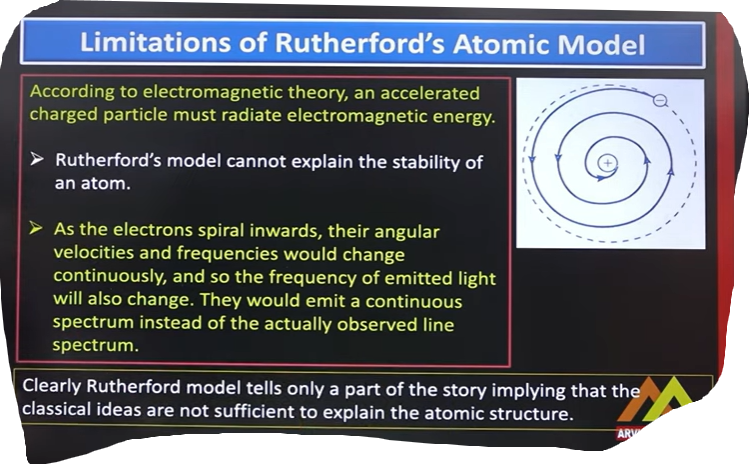 Limitations of Rutherford's Atomic Model
According to electromagnetic theory, an accelerated
charged particle must radiate electromagnetic energy.
➢ Rutherford's model cannot explain the stability of
an atom.
➢ As the electrons spiral inwards, their angular
velocities and frequencies would change
continuously, and so the frequency of emitted light
will also change. They would emit a continuous
spectrum instead of the actually observed line
spectrum.
−
+
Clearly Rutherford model tells only a part of the story implying that the
classical ideas are not sufficient to explain the atomic structure.